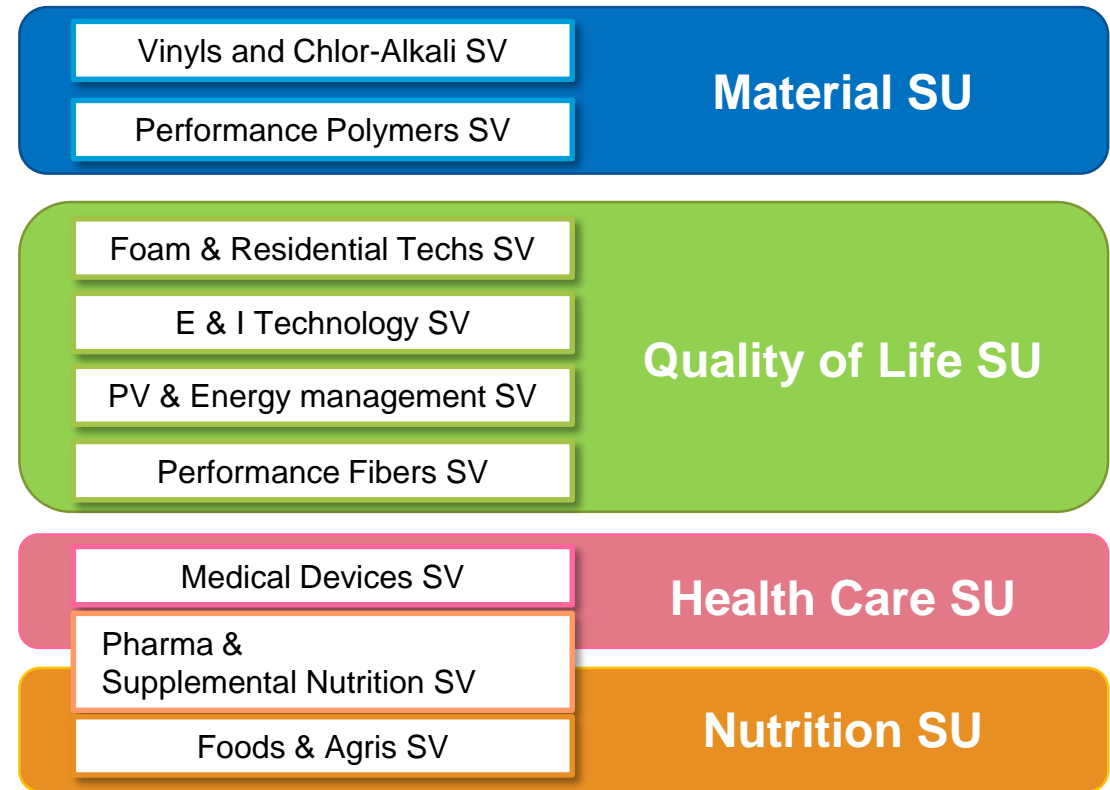 Vinyls and Chlor-Alkali SV
Performance Polymers SV
Material SU
Foam & Residential Techs SV
E & I Technology SV
PV & Energy management SV
Performance Fibers SV
Quality of Life SU
Medical Devices SV
Health Care SU
Pharma &
Supplemental Nutrition SV
Foods & Agris SV
Nutrition SU